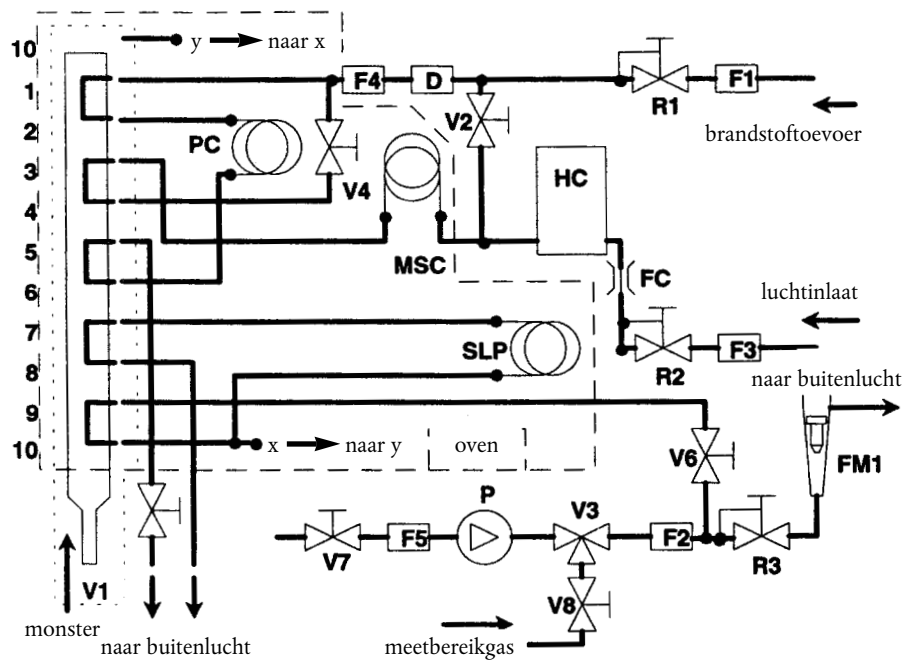 10
y naar x
1
F4
D
R1
F1
brandstoftoevoer
2
PC
V4
V2
3
HC
4
5
MSC
FC
6
luchtinlaat
7
SLP
R2
F3
8
naar buitenlucht
9
10
x naar y
oven
V6
FM1
P
V3
V7
F5
F2
R3
V1
V8
monster
naar buitenlucht
meetbereikgas